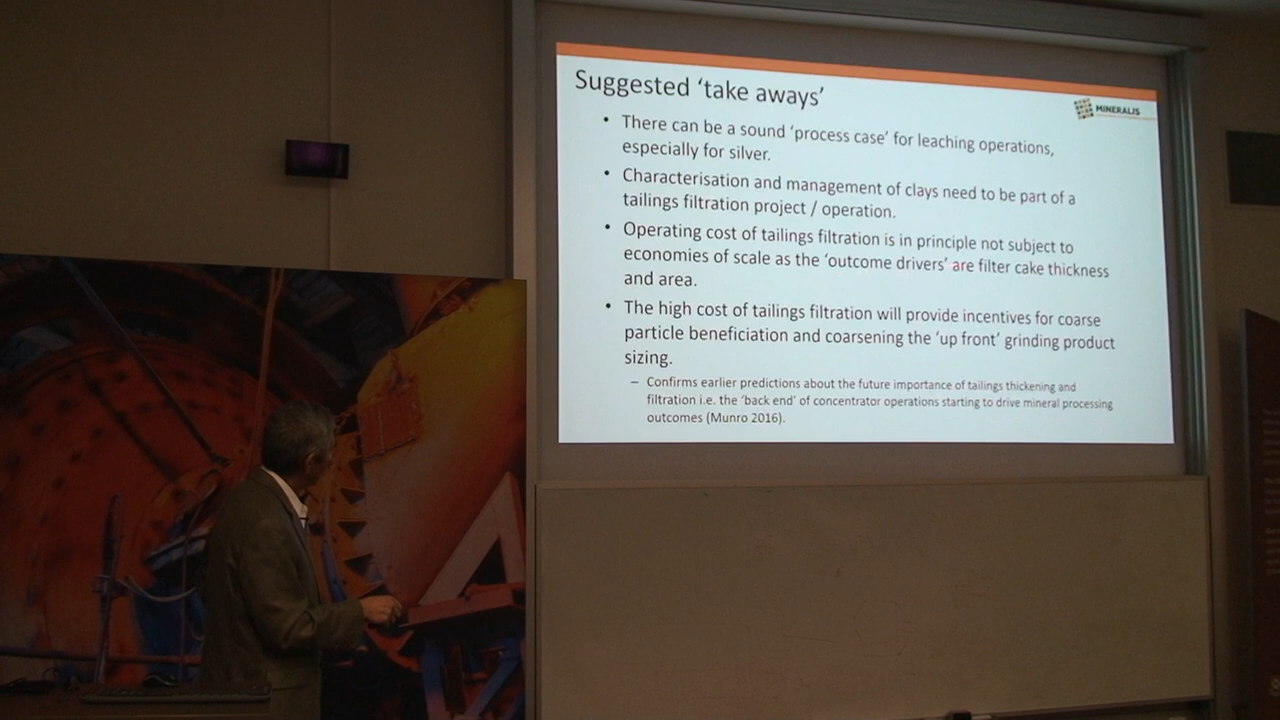 Suggested ‘take aways’
MINERALIS
• There can be a sound ‘process case’ for leaching operations,
especially for silver.
• Characterisation and management of clays need to be part of a
tailings filtration project / operation.
• Operating cost of tailings filtration is in principle not subject to
economies of scale as the ‘outcome drivers’ are filter cake thickness
and area.
• The high cost of tailings filtration will provide incentives for coarse
particle beneficiation and coarsening the ‘up front’ grinding product
sizing.
– Confirms earlier predictions about the future importance of tailings thickening and
filtration i.e. the ‘back end’ of concentrator operations starting to drive mineral processing
outcomes (Munro 2016).